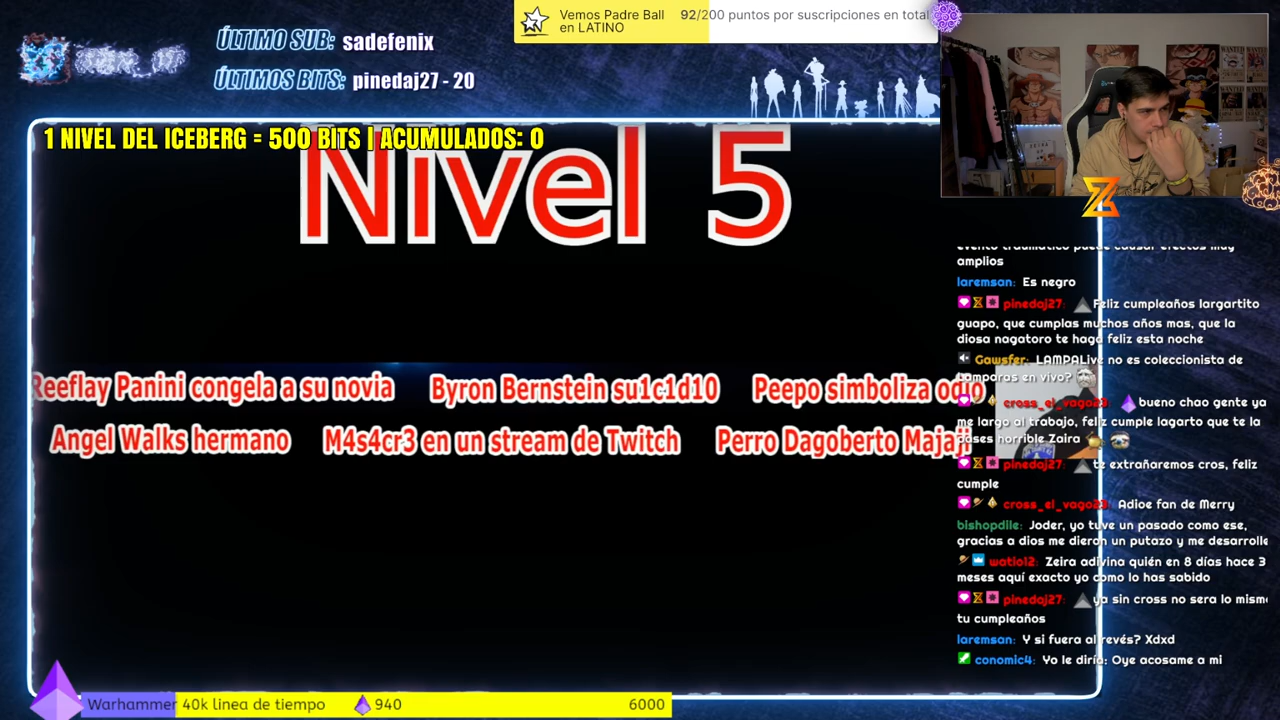 ÚLTIMO SUB: sadefenix
ÚLTIMOS BITS: pinedaj27 - 20
Vemos Padre Ball
en LATINO
92/200 puntos por suscripciones en total
1 NIVEL DEL ICEBERG = 500 BITS | ACUMULADOS: 0
Nivel 5
Reeflay Panini congela a su novia
Byron Bernstein su1c1d10
Peepo simboliza odio
Angel Walks hermano
M4s4cr3 en un stream de Twitch
Perro Dagoberto Majaji
evento traumático puede causar efectos muy
amplios
laremsan: Es negro
pinedaj27: Feliz cumpleaños largartito
guapo, que cumplas muchos años mas, que la
diosa nagatoro te haga feliz esta noche
Gawsfer: LAMPALive no es coleccionista de
lamparas en vivo?
cross_el_vago23: bueno chao gente ya
me largo al trabajo, feliz cumple lagarto que te la
pases horrible Zaira
pinedaj27: te extrañaremos cros, feliz
cumple
cross_el_vago23: Adioe fan de Merry
bishopdile: Joder, yo tuve un pasado como ese,
gracias a dios me dieron un putazo y me desarrolle
watio12: Zeira adivina quién en 8 días hace 3
meses aquí exacto yo como lo has sabido
pinedaj27: ya sin cross no sera lo mismo
tu cumpleaños
laremsan: Y si fuera al revés? Xdxd
conomic4: Yo le diría: Oye acosame a mi
Warhammer 40k linea de tiempo
940
6000